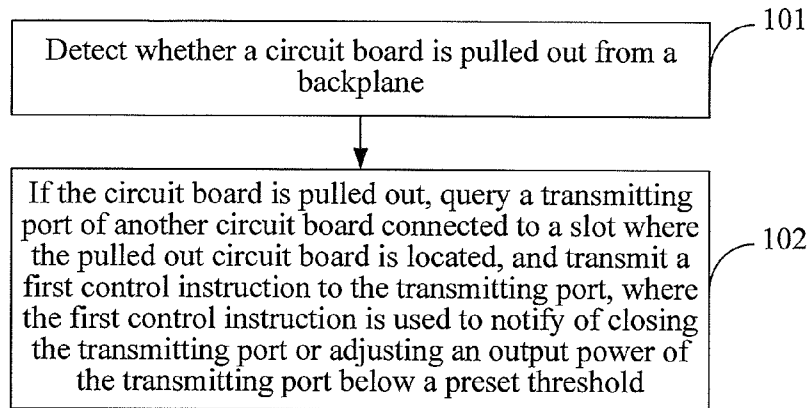 101
Detect whether a circuit board is pulled out from a
backplane
If the circuit board is pulled out, query a transmitting
port of another circuit board connected to a slot where
the pulled out circuit board is located, and transmit a
first control instruction to the transmitting port, where
the first control instruction is used to notify of closing
the transmitting port or adjusting an output power of
the transmitting port below a preset threshold
102